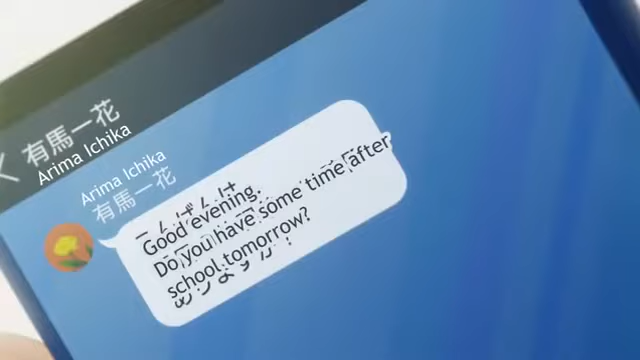 有馬一花
Arima Ichika
Arima Ichika
有馬一花
Good evening.
Do you have some time after
school tomorrow?